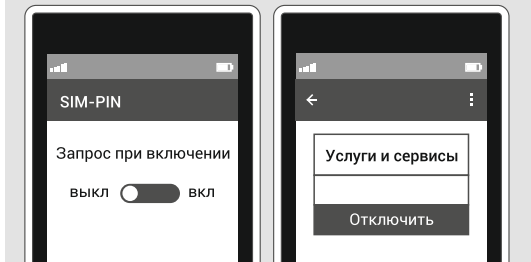 SIM-PIN
Запрос при включении
выкл вкл
Услуги и сервисы
Отключить